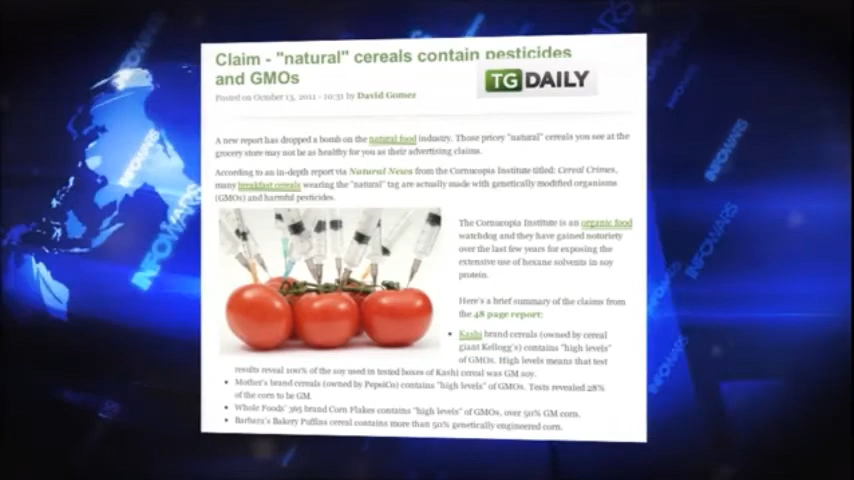 Claim - "natural" cereals contain pesticides
and GMOs
TG DAILY
Posted on October 13, 2011 - 10:31 by David Gomez
A new report has dropped a bomb on the natural food industry. Those pricey "natural" cereals you see at the
grocery store may not be as healthy for you as their advertising claims.
According to an in-depth report via Natural News from the Cornucopia Institute titled: Cereal Crimes,
many breakfast cereals wearing the "natural" tag are actually made with genetically modified organisms
(GMOs) and harmful pesticides.
The Cornucopia Institute is an organic food
watchdog and they have gained notoriety
over the last few years for exposing the
extensive use of hexane solvents in soy
protein.
Here's a brief summary of the claims from
the 48 page report:
• Kashi brand cereals (owned by cereal
giant Kellogg's) contains "high levels"
of GMOs. High levels means that test
results reveal 100% of the soy used in tested boxes of Kashi cereal was GM soy.
• Mother's brand cereals (owned by PepsiCo) contains "high levels" of GMOs. Tests revealed 28%
of the corn to be GM.
• Whole Foods' 365 brand Corn Flakes contains "high levels" of GMOs, over 50% GM corn.
• Barbara's Bakery Puffins cereal contains more than 50% genetically engineered corn.
INFOWARS
INFOWARS
INFOWARS
INFOWARS
INFOWARS
INFOWARS